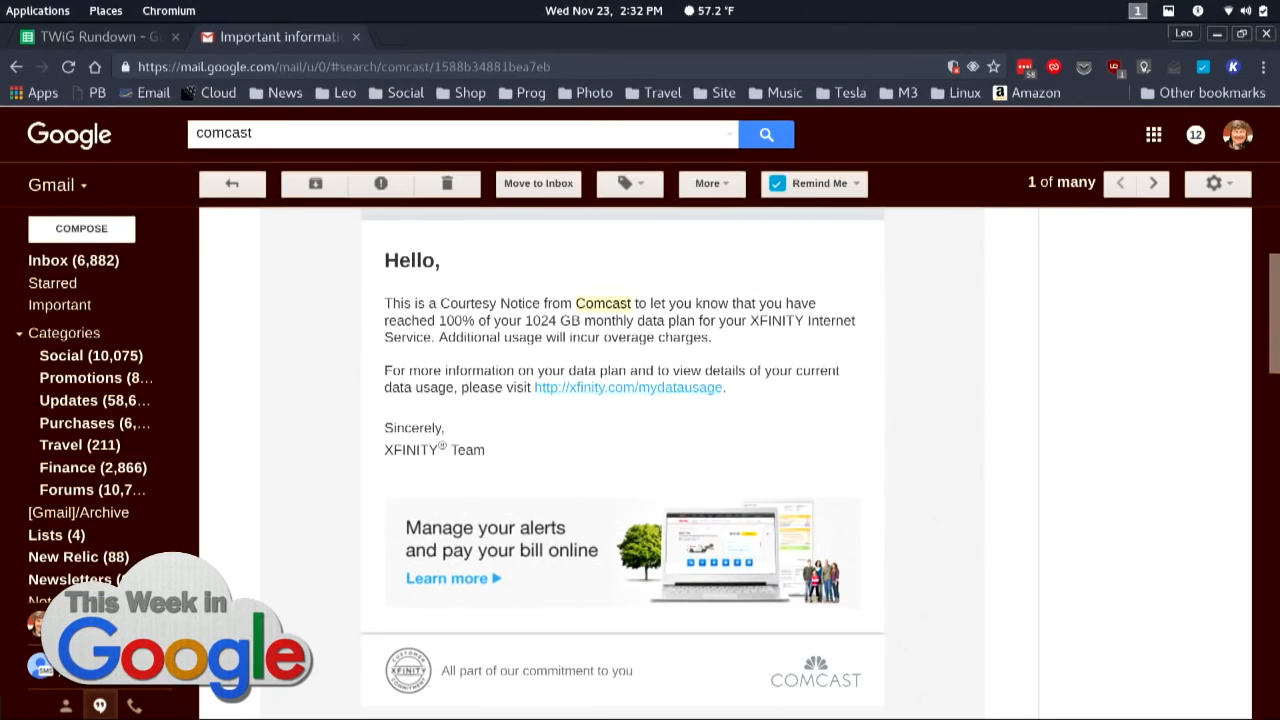 Applications Places Chromium Wed Nov 23, 2:32 PM 57.2 °F 1
TWiG Rundown - G Important informati Leo
https://mail.google.com/mail/u/0/#search/comcast/1588b34881bea7eb 58 1
Apps PB Email Cloud News Leo Social Shop Prog Photo Travel Site Music Tesla M3 Linux Amazon Other bookmarks
Google comcast 12
Gmail Move to Inbox More Remind Me 1 of many
COMPOSE
Inbox (6,882)
Starred
Important
Categories
Social (10,075)
Promotions (8...
Updates (58,6...
Purchases (6,...
Travel (211)
Finance (2,866)
Forums (10,7...
[Gmail]/Archive
Lists (4)
New Relic (88)
Newsletters
Hello,
This is a Courtesy Notice from Comcast to let you know that you have
reached 100% of your 1024 GB monthly data plan for your XFINITY Internet
Service. Additional usage will incur overage charges.
For more information on your data plan and to view details of your current
data usage, please visit http://xfinity.com/mydatausage.
Sincerely,
XFINITY® Team
Manage your alerts
and pay your bill online
Learn more
CUSTOMER
XFINITY
COMMITMENT
All part of our commitment to you
COMCAST
This Week in
Google